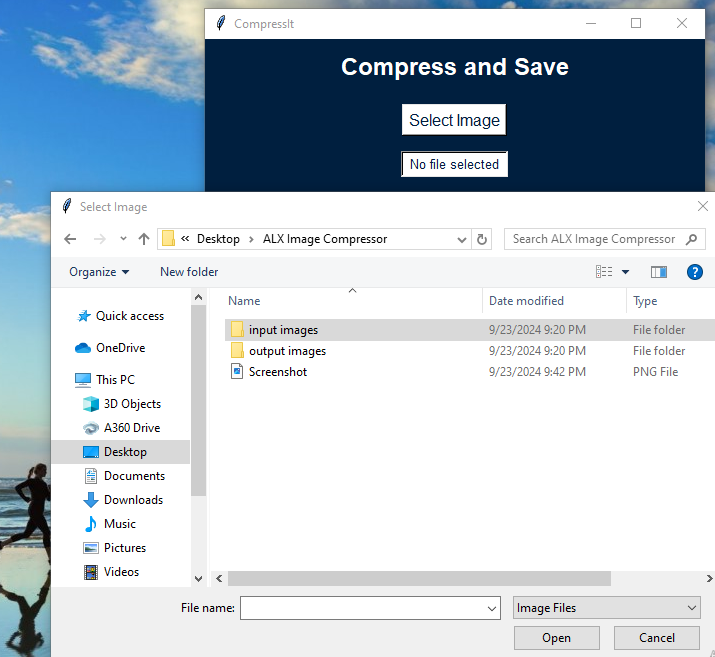 CompressIt
Compress and Save
Select Image
No file selected
Select Image
« Desktop › ALX Image Compressor
Search ALX Image Compressor
Organize
New folder
?
Name
Date modified
Type
Quick access
OneDrive
This PC
3D Objects
A360 Drive
Desktop
Documents
Downloads
Music
Pictures
Videos
input images 9/23/2024 9:20 PM File folder
output images 9/23/2024 9:20 PM File folder
Screenshot 9/23/2024 9:42 PM PNG File
File name:
Image Files
Open
Cancel